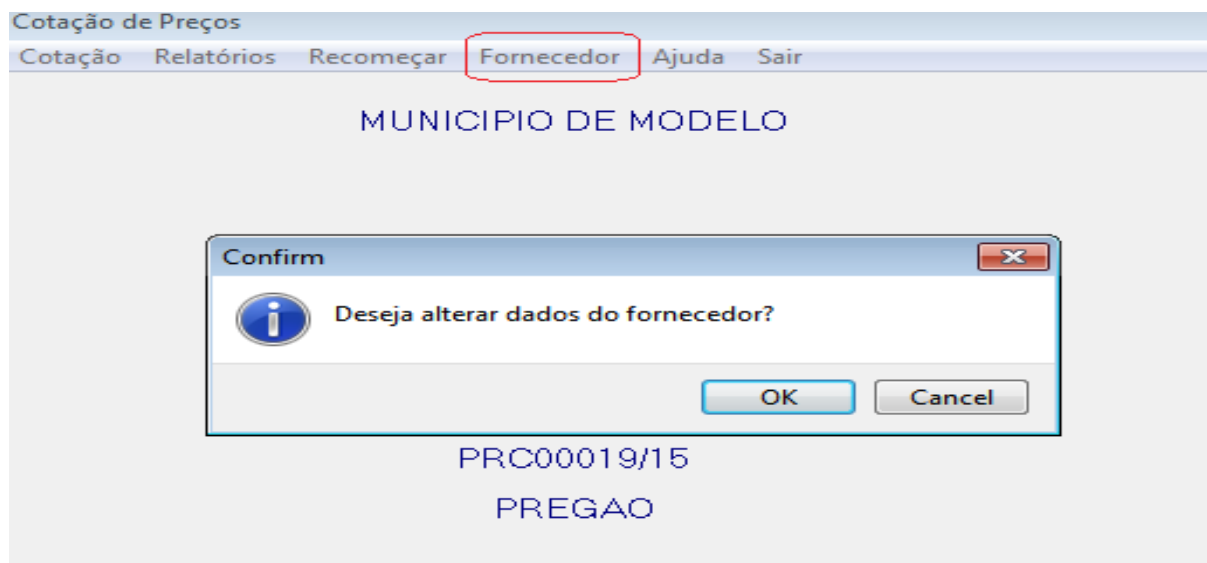 Cotação de Preços
Cotação Relatórios Recomeçar Fornecedor Ajuda Sair
MUNICIPIO DE MODELO
Confirm
Deseja alterar dados do fornecedor?
OK Cancel
PRC00019/15
PREGAO